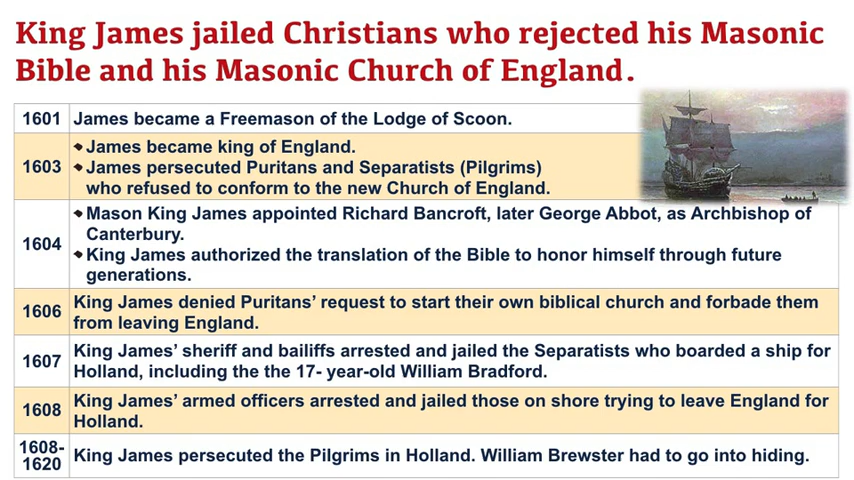 King James jailed Christians who rejected his Masonic
Bible and his Masonic Church of England.
1601 James became a Freemason of the Lodge of Scoon.
1603
James became king of England.
James persecuted Puritans and Separatists (Pilgrims)
who refused to conform to the new Church of England.
1604
Mason King James appointed Richard Bancroft, later George Abbot, as Archbishop of
Canterbury.
King James authorized the translation of the Bible to honor himself through future
generations.
1606
King James denied Puritans’ request to start their own biblical church and forbade them
from leaving England.
1607
King James’ sheriff and bailiffs arrested and jailed the Separatists who boarded a ship for
Holland, including the the 17- year-old William Bradford.
1608
King James’ armed officers arrested and jailed those on shore trying to leave England for
Holland.
1608-
1620
King James persecuted the Pilgrims in Holland. William Brewster had to go into hiding.